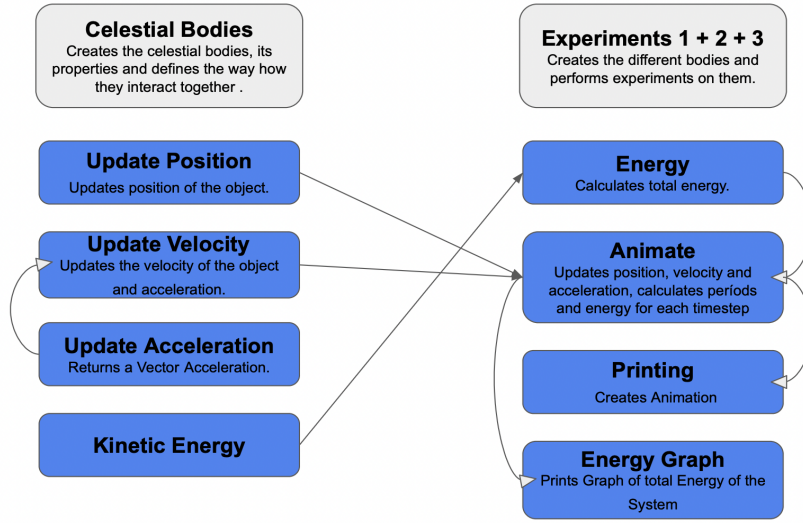 Celestial Bodies
Creates the celestial bodies, its
properties and defines the way how
they interact together .
Update Position
Updates position of the object.
Update Velocity
Updates the velocity of the object
and acceleration.
Update Acceleration
Returns a Vector Acceleration.
Kinetic Energy
Experiments 1 + 2 + 3
Creates the different bodies and
performs experiments on them.
Energy
Calculates total energy.
Animate
Updates position, velocity and
acceleration, calculates períods
and energy for each timestep
Printing
Creates Animation
Energy Graph
Prints Graph of total Energy of the
System